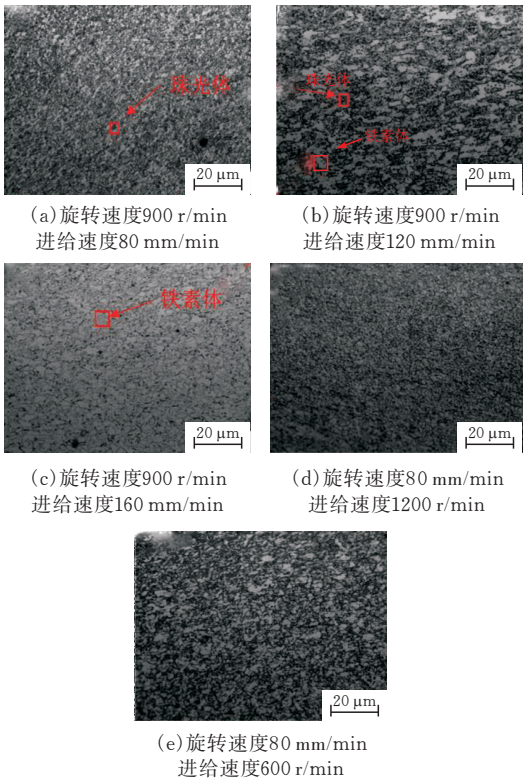 珠光体
20 μm
(a)旋转速度900 r/min
进给速度80 mm/min
珠光体
铁素体
20 μm
(b)旋转速度900 r/min
进给速度120 mm/min
铁素体
20 μm
(c)旋转速度900 r/min
进给速度160 mm/min
20 μm
(d)旋转速度80 mm/min
进给速度1200 r/min
20 μm
(e)旋转速度80 mm/min
进给速度600 r/min